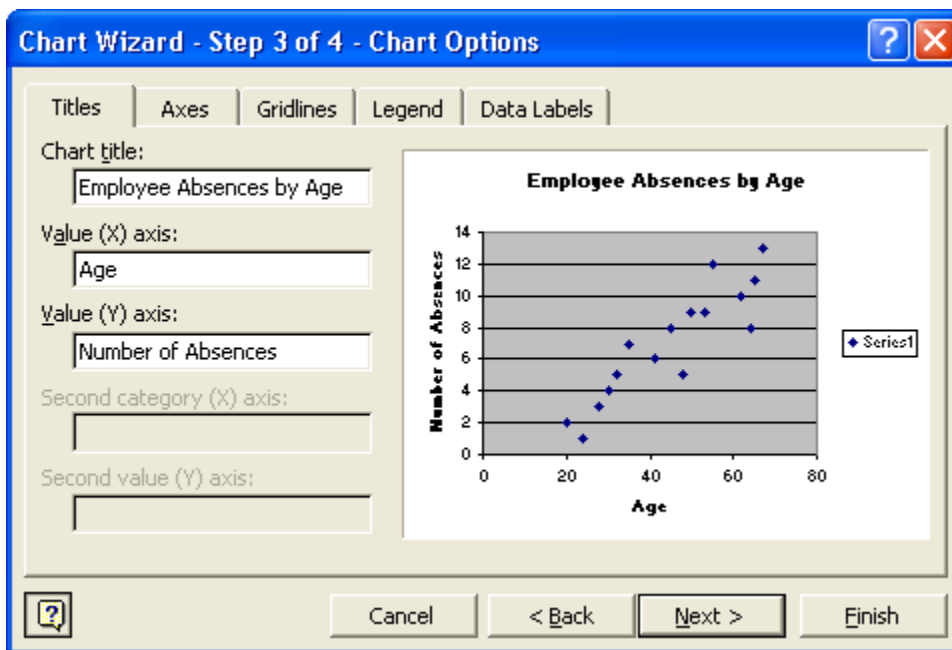 Chart Wizard - Step 3 of 4 - Chart Options
Titles Axes Gridlines Legend Data Labels
Chart title:
Employee Absences by Age
Value (X) axis:
Age
Value (Y) axis:
Number of Absences
Second category (X) axis:
Second value (Y) axis:
Employee Absences by Age
Number of Absences
14
12
10
8
6
4
2
0
0 20 40 60 80
Age
Series1
Cancel < Back Next > Finish